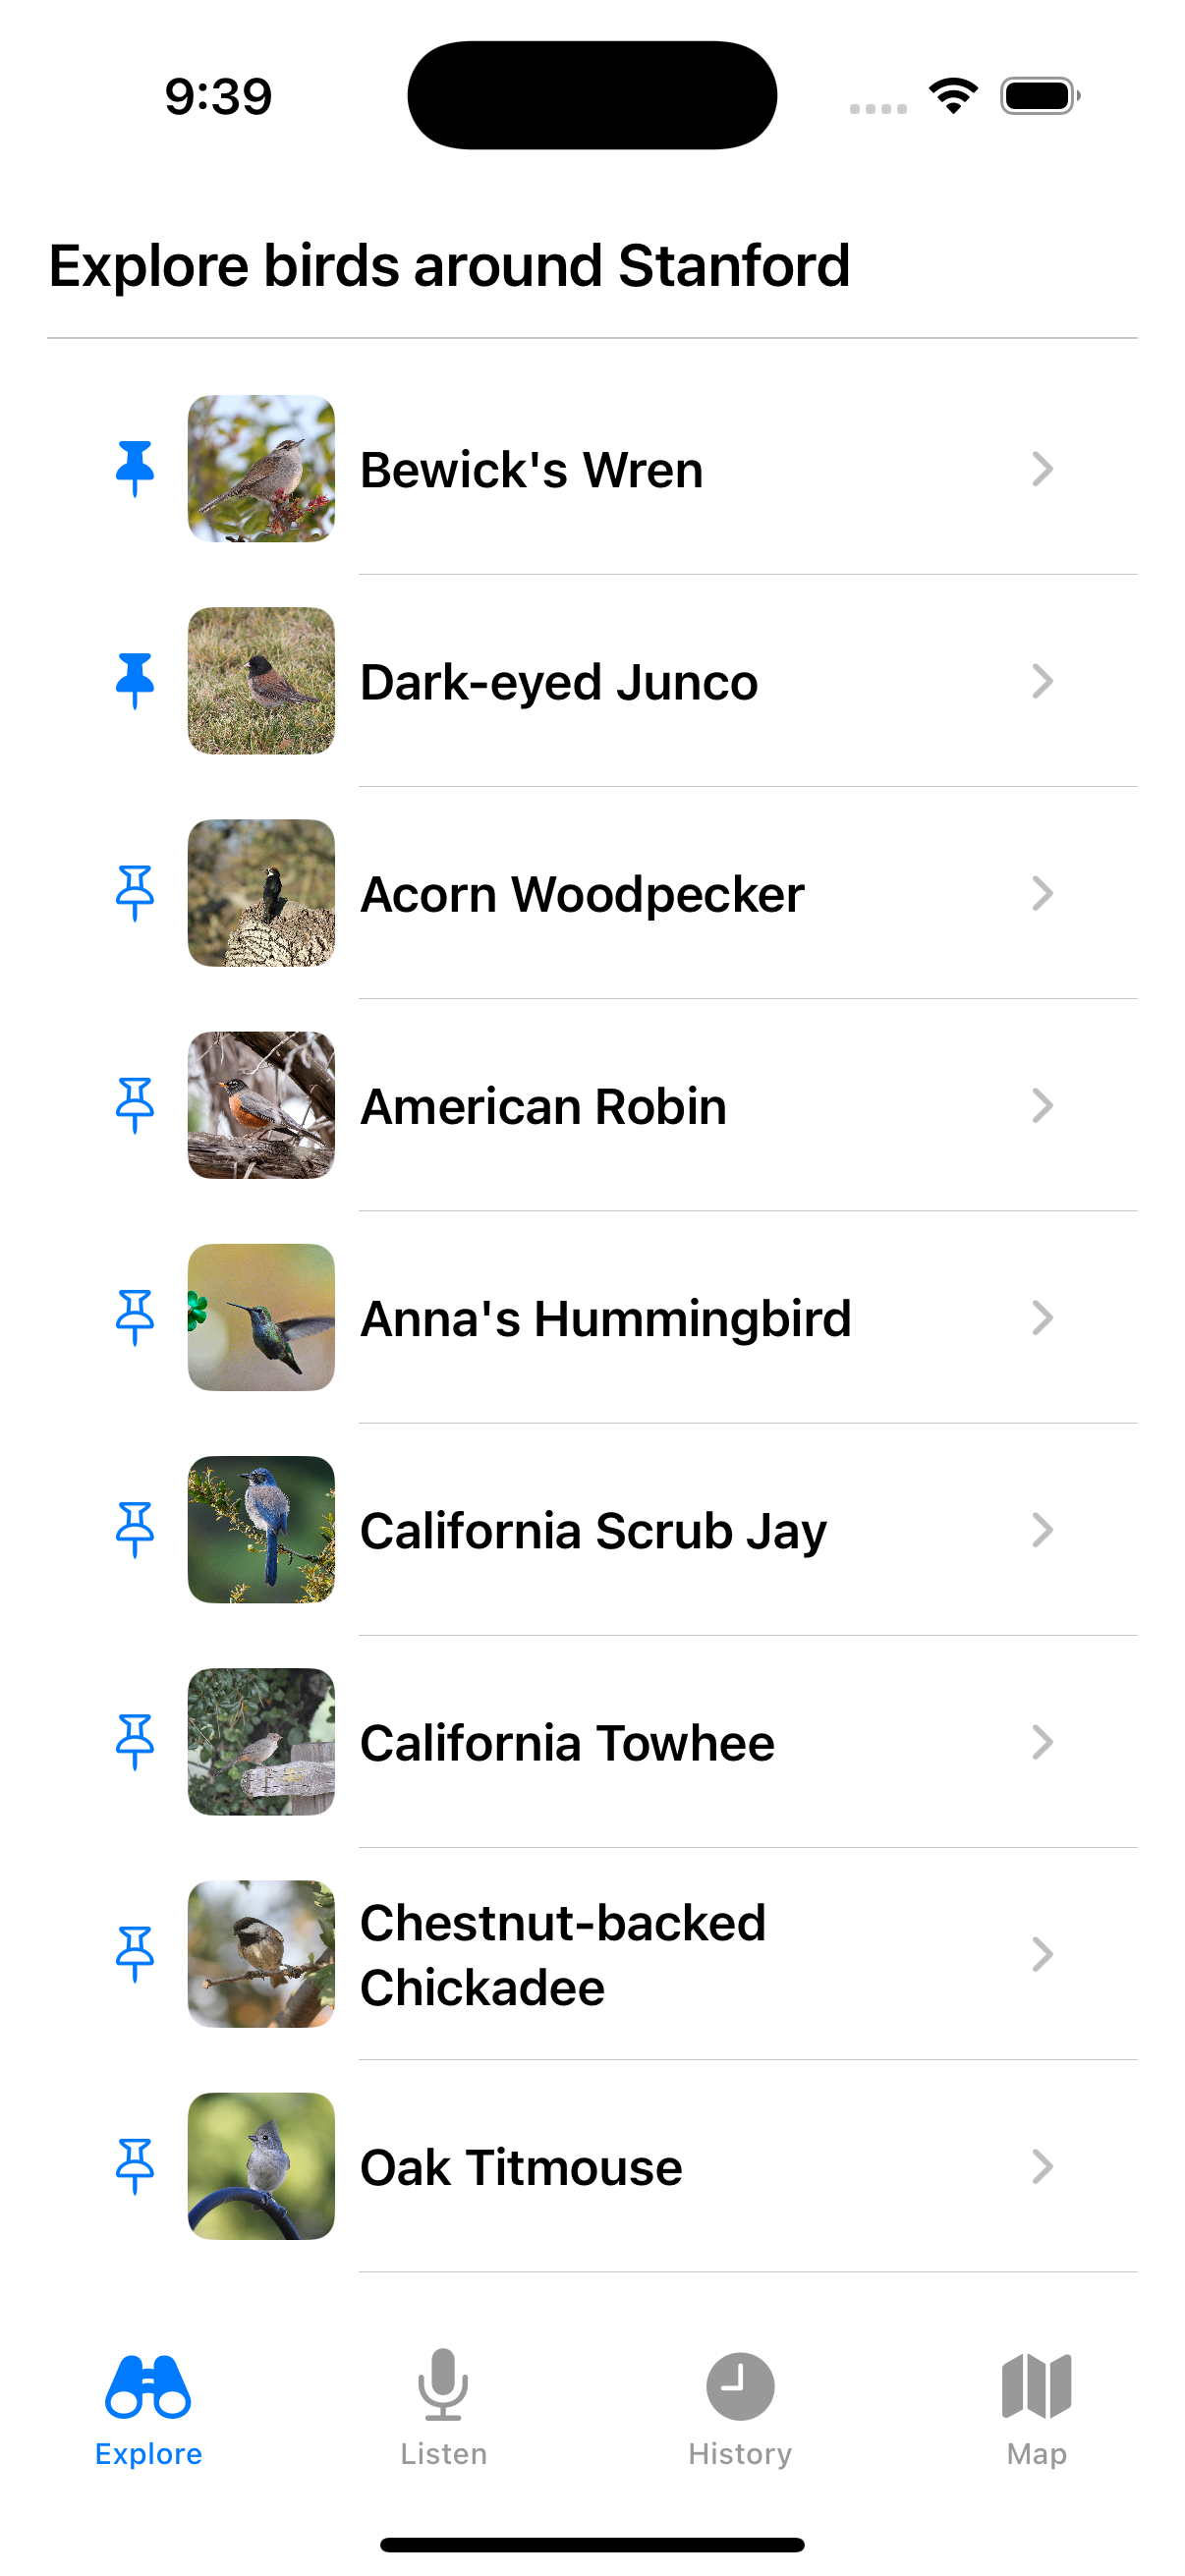 9:39
Explore birds around Stanford
Bewick's Wren
Dark-eyed Junco
Acorn Woodpecker
American Robin
Anna's Hummingbird
California Scrub Jay
California Towhee
Chestnut-backed
Chickadee
Oak Titmouse
Explore
Listen
History
Map